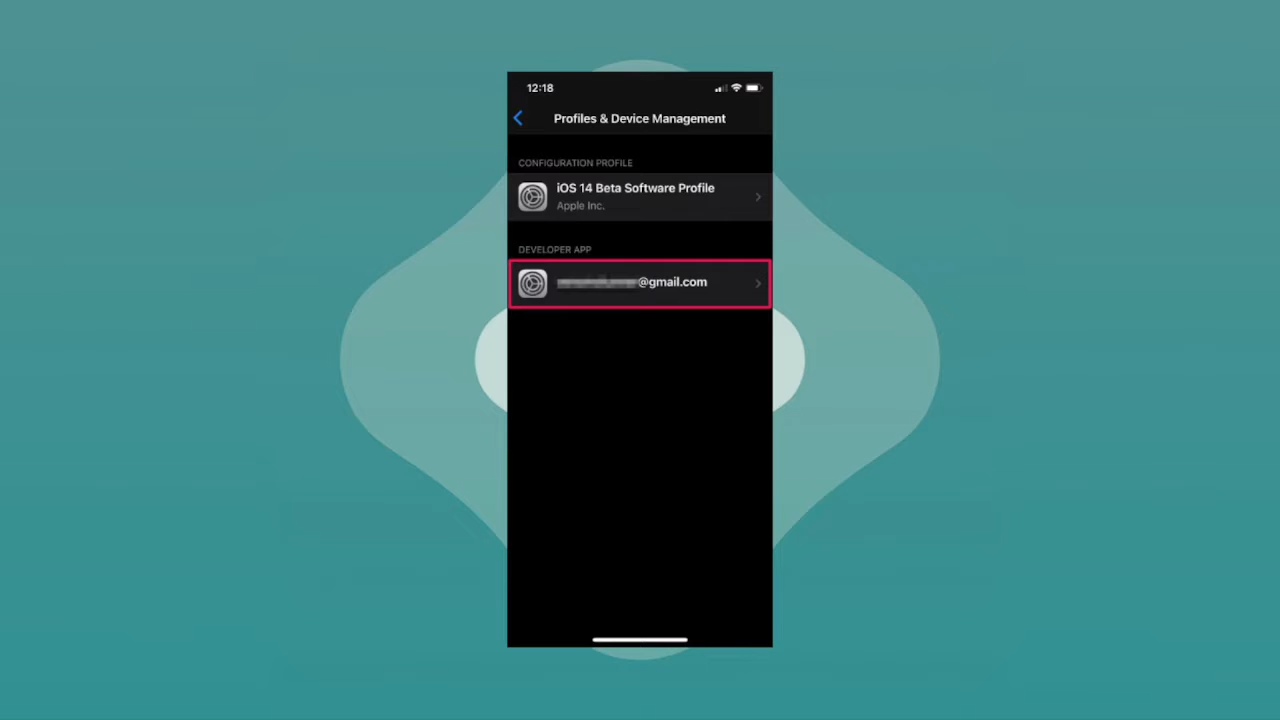 12:18
Profiles & Device Management
CONFIGURATION PROFILE
iOS 14 Beta Software Profile
Apple Inc.
DEVELOPER APP
@gmail.com